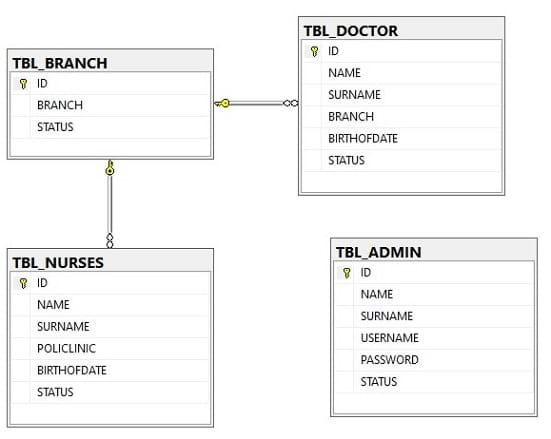 TBL_BRANCH
ID
BRANCH
STATUS
TBL_DOCTOR
ID
NAME
SURNAME
BRANCH
BIRTHOFDATE
STATUS
TBL_NURSES
ID
NAME
SURNAME
POLICLINIC
BIRTHOFDATE
STATUS
TBL_ADMIN
ID
NAME
SURNAME
USERNAME
PASSWORD
STATUS